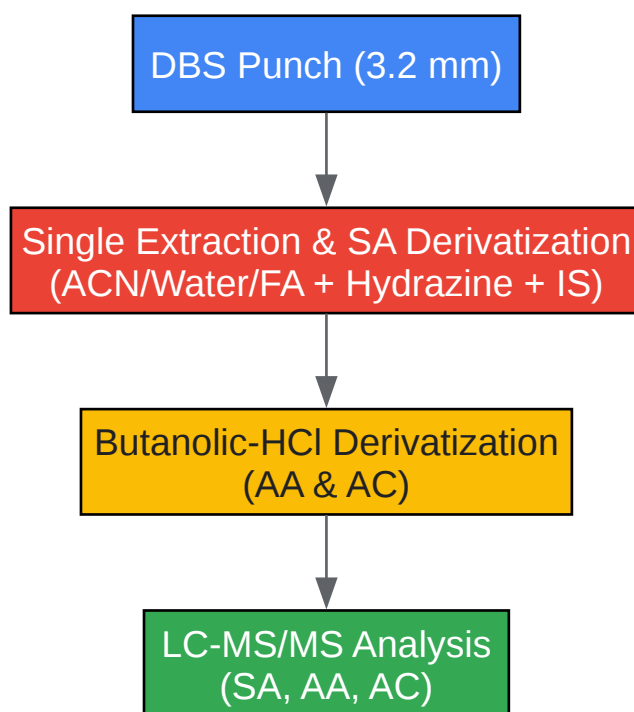 DBS Punch (3.2 mm)
Single Extraction & SA Derivatization
(ACN/Water/FA + Hydrazine + IS)
Butanolic-HCl Derivatization
(AA & AC)
LC-MS/MS Analysis
(SA, AA, AC)